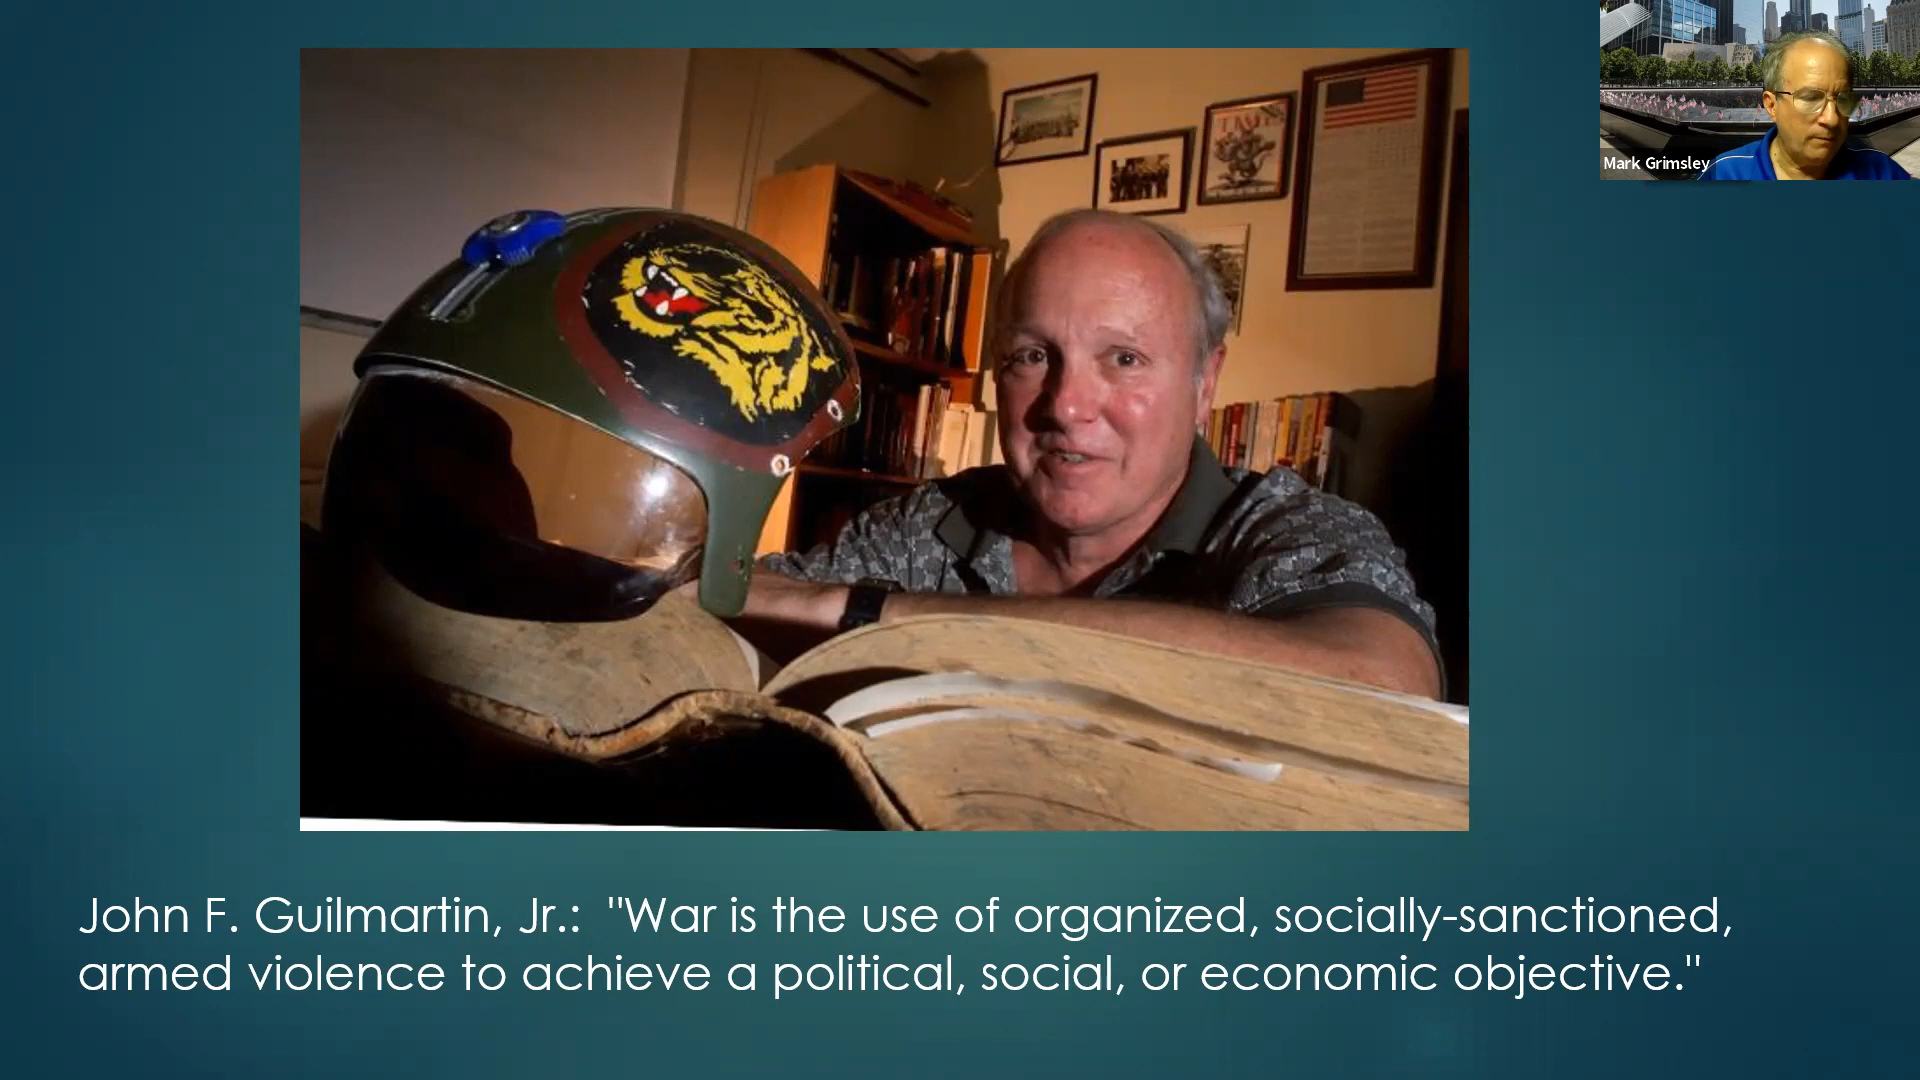 Mark Grimsley
TIME
John F. Guilmartin, Jr.: "War is the use of organized, socially-sanctioned,
armed violence to achieve a political, social, or economic objective."